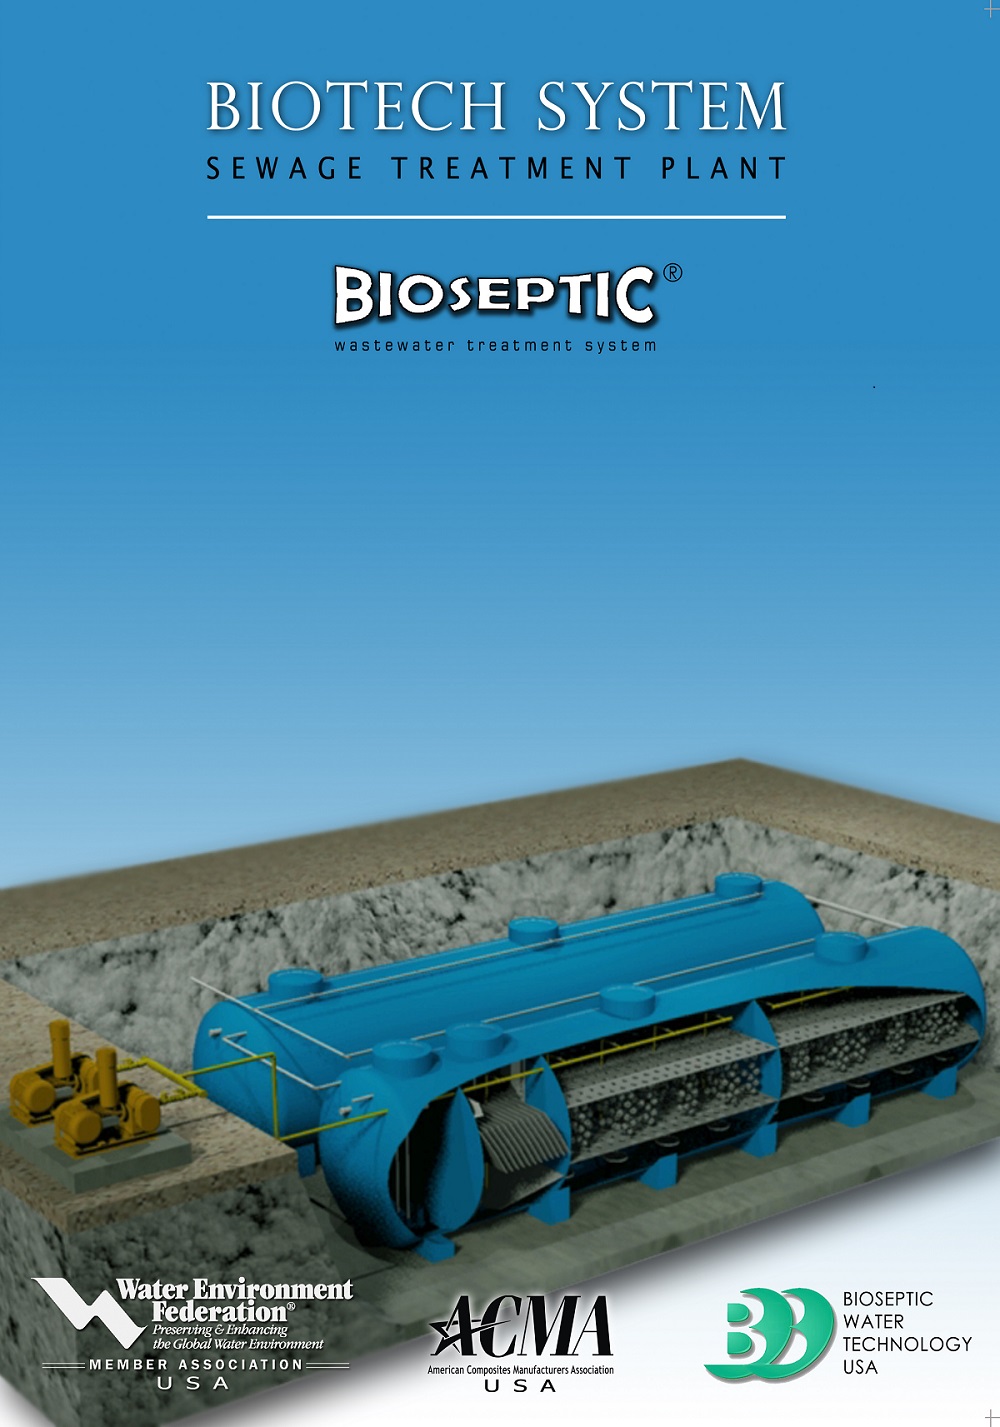 BIOTECH SYSTEM
SEWAGE TREATMENT PLANT
BIOSEPTIC®
wastewater treatment system
Water Environment
Federation®
Preserving & Enhancing
the Global Water Environment
MEMBER ASSOCIATION
USA
ACMA
American Composites Manufacturers Association
USA
BIOSEPTIC
WATER
TECHNOLOGY
USA